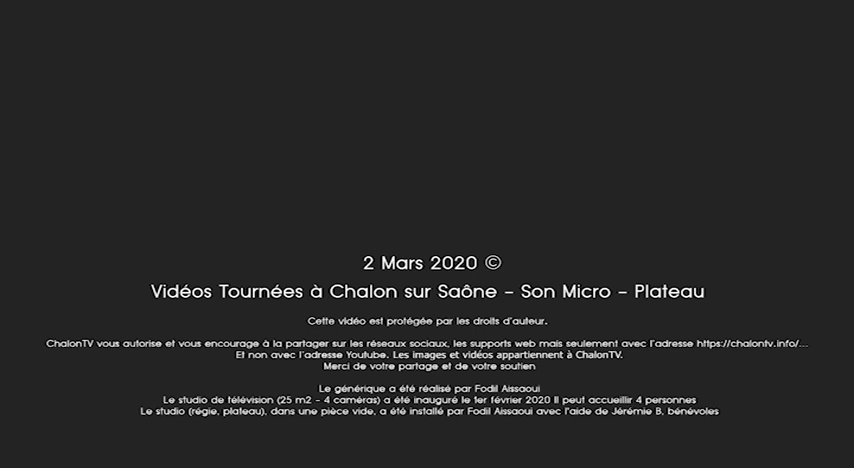 2 Mars 2020 ©
Vidéos Tournées à Chalon sur Saône - Son Micro - Plateau
Cette vidéo est protégée par les droits d'auteur.
ChalonTV vous autorise et vous encourage à la partager sur les réseaux sociaux, les supports web mais seulement avec l'adresse https://chalontv.info/...
Et non avec l'adresse Youtube. Les images et vidéos appartiennent à ChalonTV.
Merci de votre partage et de votre soutien
Le générique a été réalisé par Fodil Aissaoui
Le studio de télévision (25 m2 - 4 caméras) a été inauguré le 1er février 2020 Il peut accueillir 4 personnes
Le studio (régie, plateau), dans une pièce vide, a été installé par Fodil Aissaoui avec l'aide de Jérémie B, bénévoles